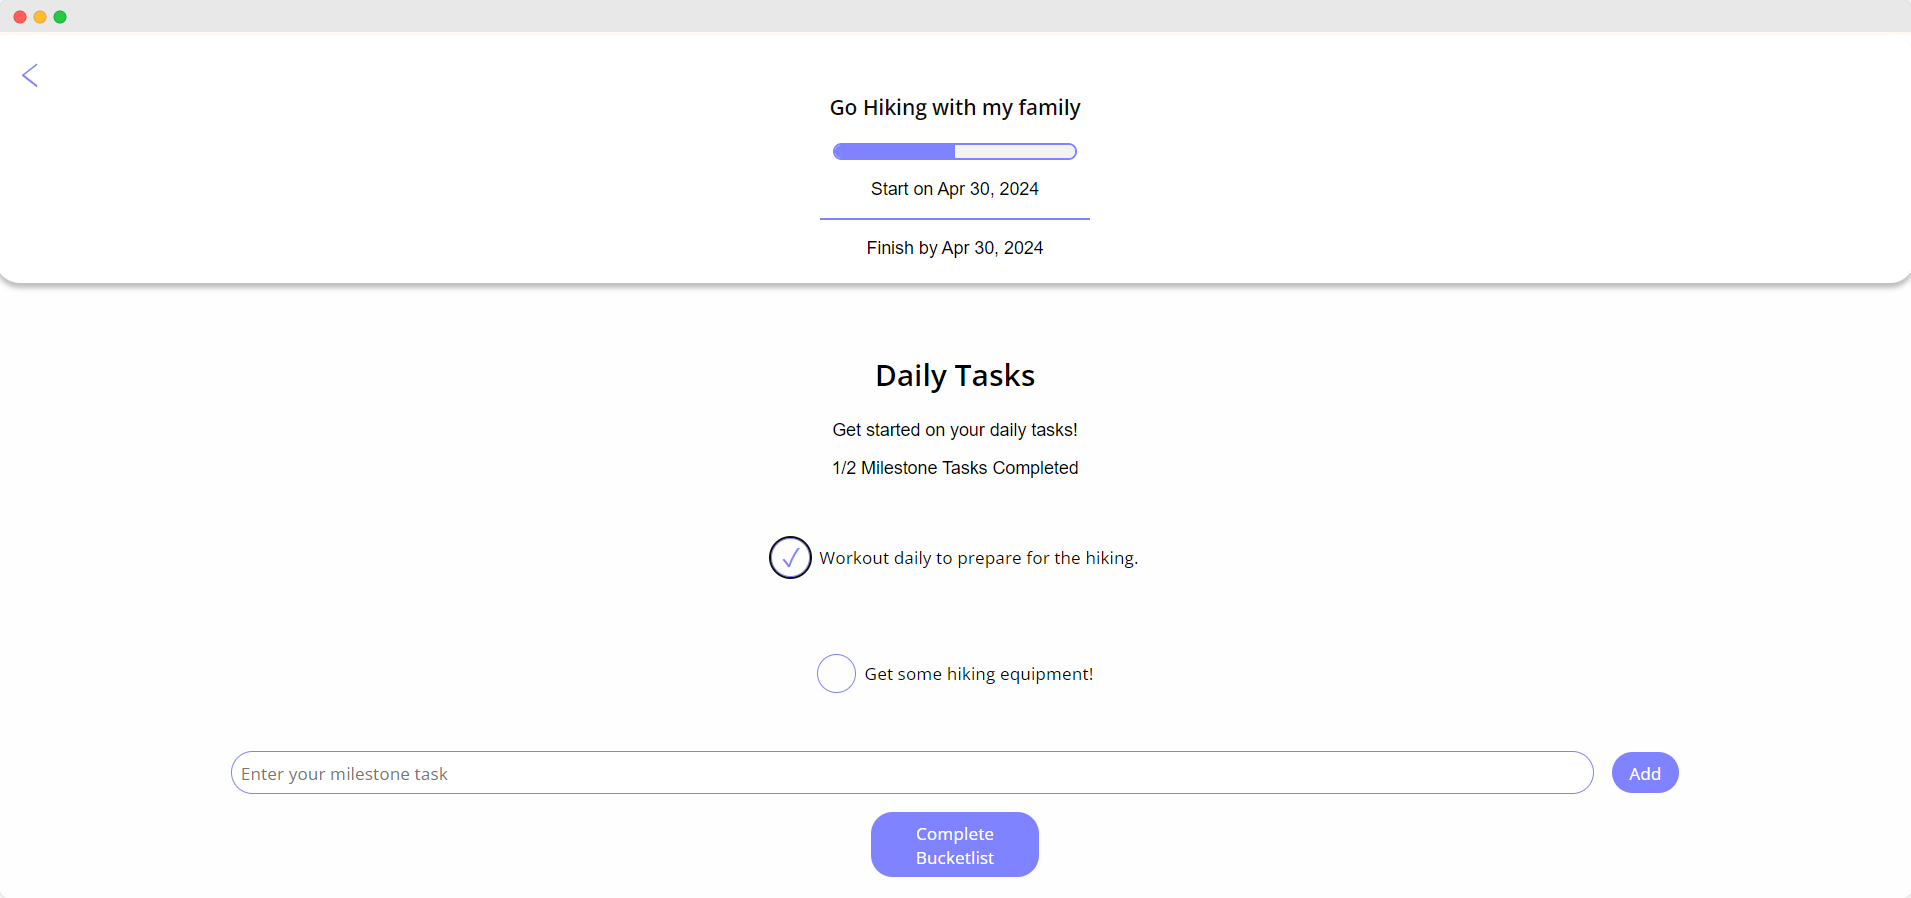 Go Hiking with my family
Start on Apr 30, 2024
Finish by Apr 30, 2024
Daily Tasks
Get started on your daily tasks!
1/2 Milestone Tasks Completed
Workout daily to prepare for the hiking.
Get some hiking equipment!
Enter your milestone task
Add
Complete
Bucketlist